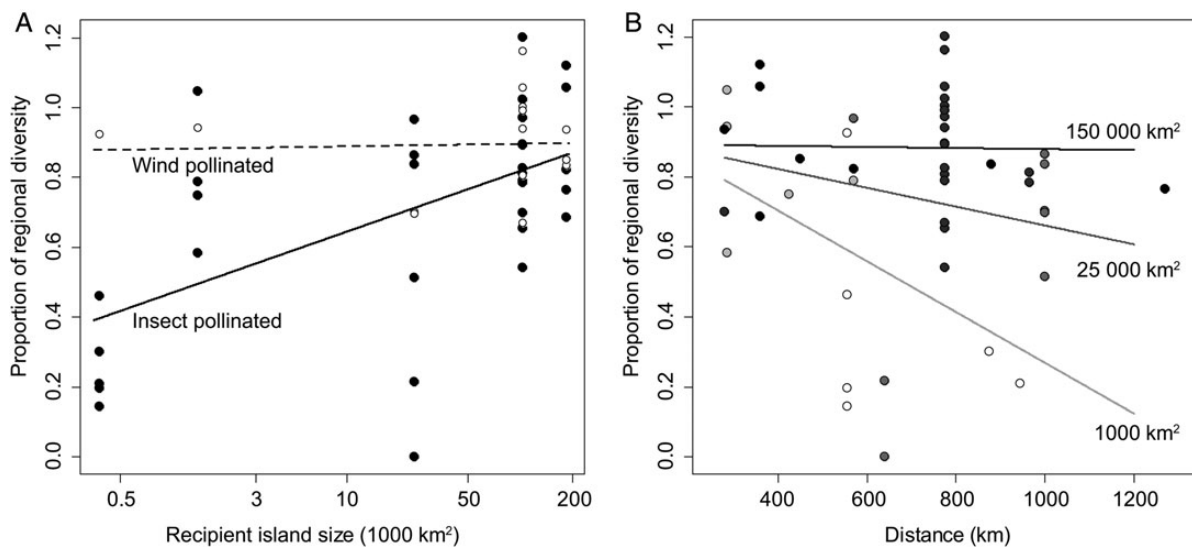 A
Proportion of regional diversity
1.2
1.0
0.8
0.6
0.4
0.2
0.0
Wind pollinated
Insect pollinated
0.5 3 10 50 200
Recipient island size (1000 km²)
B
Proportion of regional diversity
1.2
1.0
0.8
0.6
0.4
0.2
0.0
150 000 km²
25 000 km²
1000 km²
400 600 800 1000 1200
Distance (km)